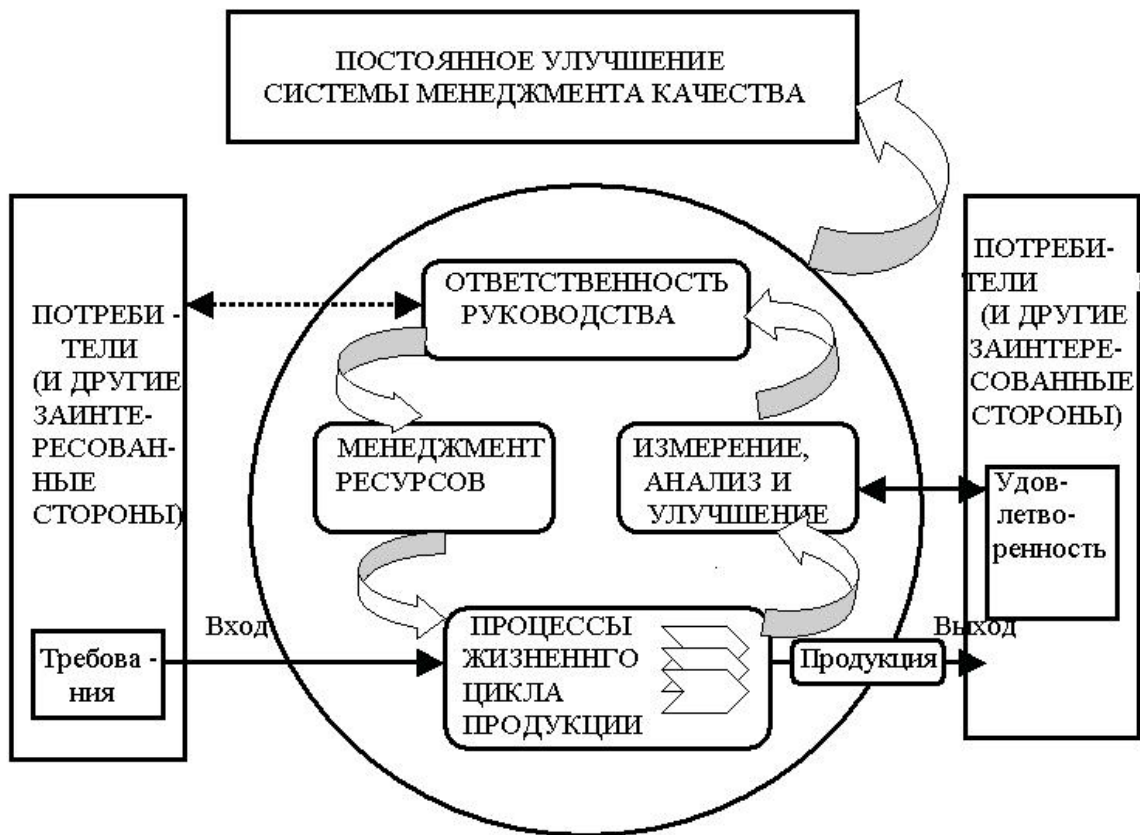 ПОСТОЯННОЕ УЛУЧШЕНИЕ
СИСТЕМЫ МЕНЕДЖМЕНТА КАЧЕСТВА
ПОТРЕБИ -
ТЕЛИ
(И ДРУГИЕ
ЗАИНТЕ-
РЕСОВАН-
НЫЕ
СТОРОНЫ)
Требова -
ния
Вход
ОТВЕТСТВЕННОСТЬ
РУКОВОДСТВА
МЕНЕДЖМЕНТ
РЕСУРСОВ
ИЗМЕРЕНИЕ,
АНАЛИЗ И
УЛУЧШЕНИЕ
ПРОЦЕССЫ
ЖИЗНЕННГО
ЦИКЛА
ПРОДУКЦИИ
Продукция
Выход
ПОТРЕБИ-
ТЕЛИ
(И ДРУГИЕ
ЗАИНТЕРЕ-
СОВАННЫЕ
СТОРОНЫ)
Удов-
летво-
ренность